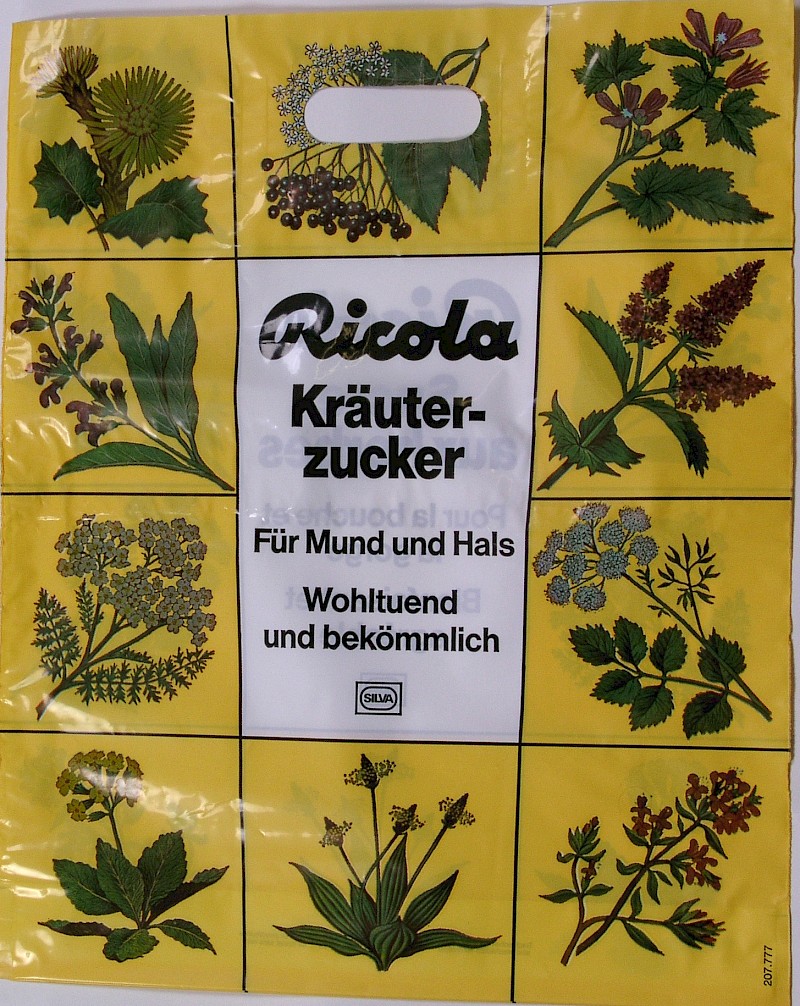 Ricola
Kräuter-
zucker
Für Mund und Hals
Wohltuend
und bekömmlich
SILVA
207.777